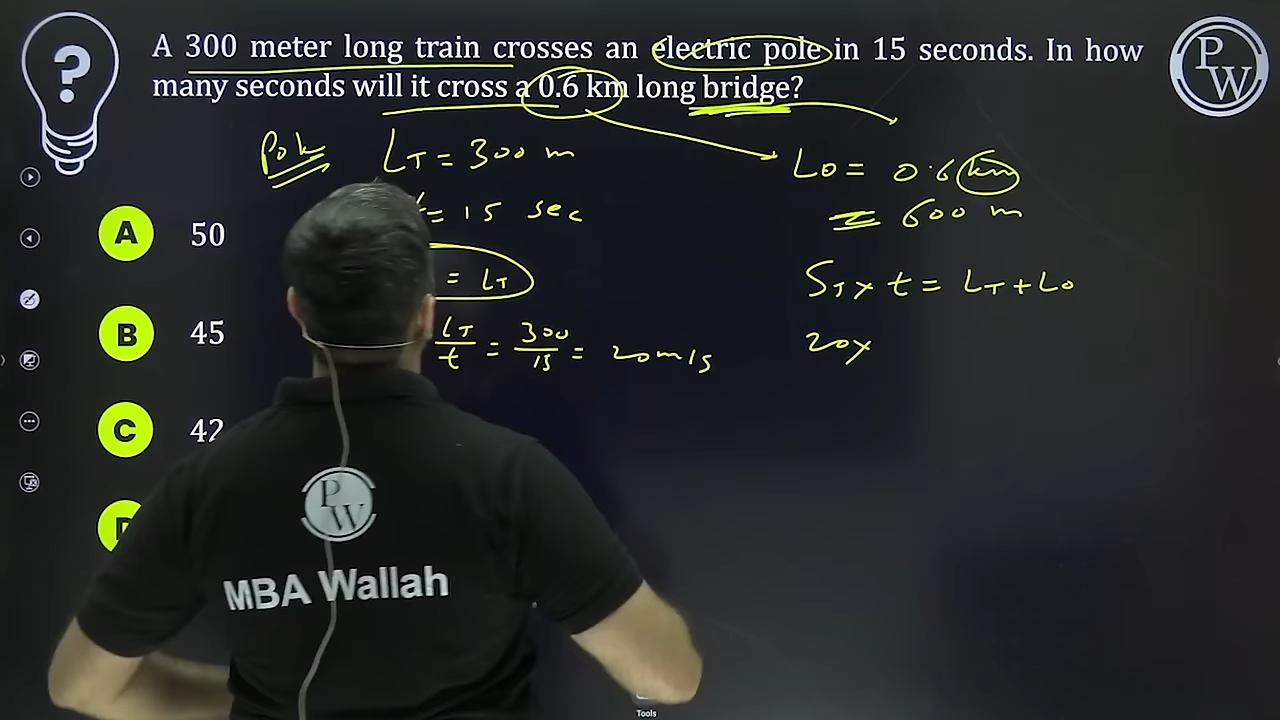 A 300 meter long train crosses an electric pole in 15 seconds. In how
many seconds will it cross a 0.6 km long bridge?
P
W
Pole
LT = 300 m
= 15 sec
= LT
LT/t = 300/15 = 20 m/s
LO = 0.6 km
= 600 m
ST x t = LT + LO
20x
A 50
B 45
C 42
P
W
MBA Wallah
Tools